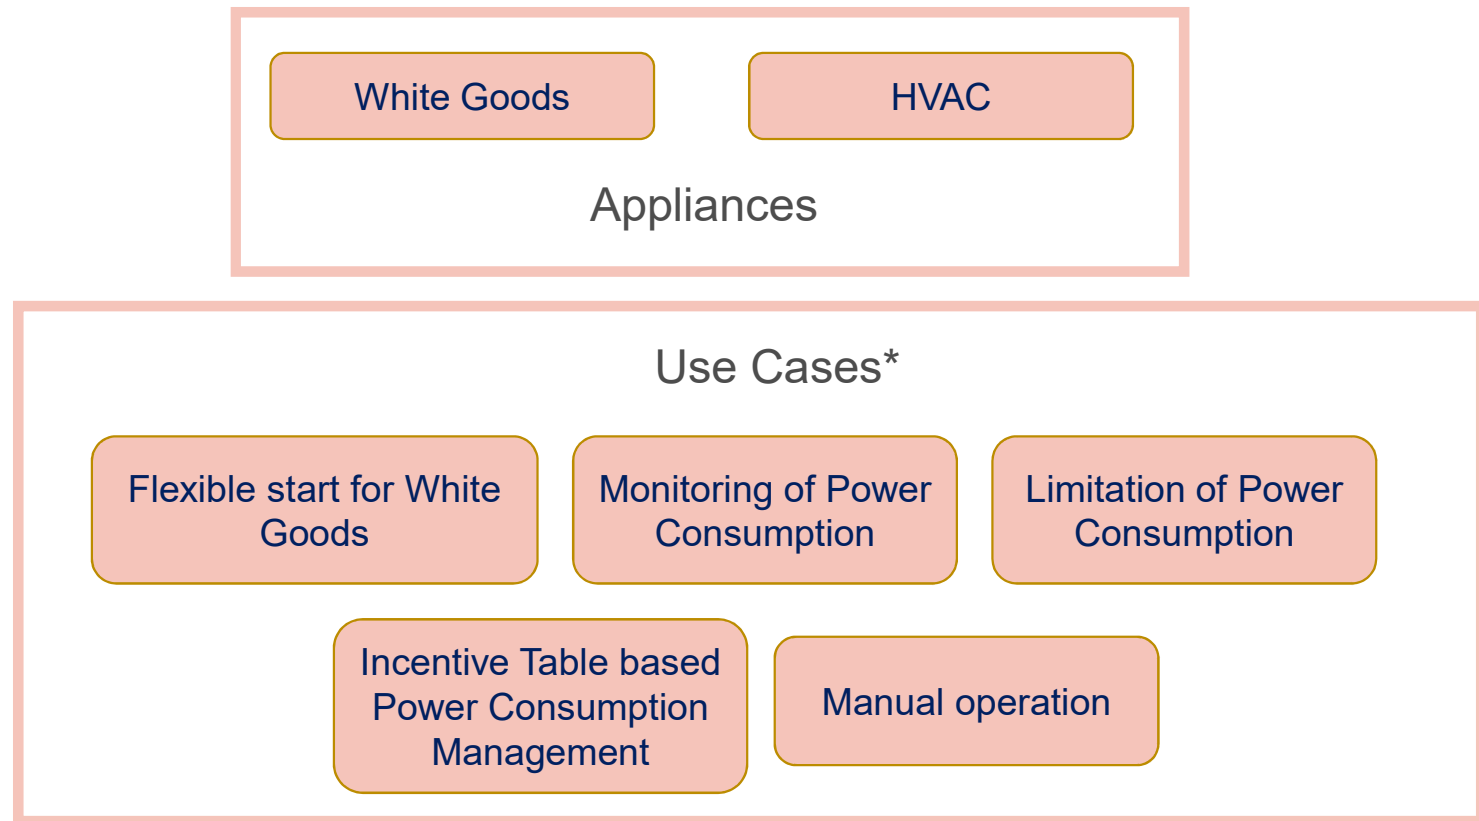 White Goods
HVAC
Appliances
Use Cases*
Flexible start for White
Goods
Monitoring of Power
Consumption
Limitation of Power
Consumption
Incentive Table based
Power Consumption
Management
Manual operation